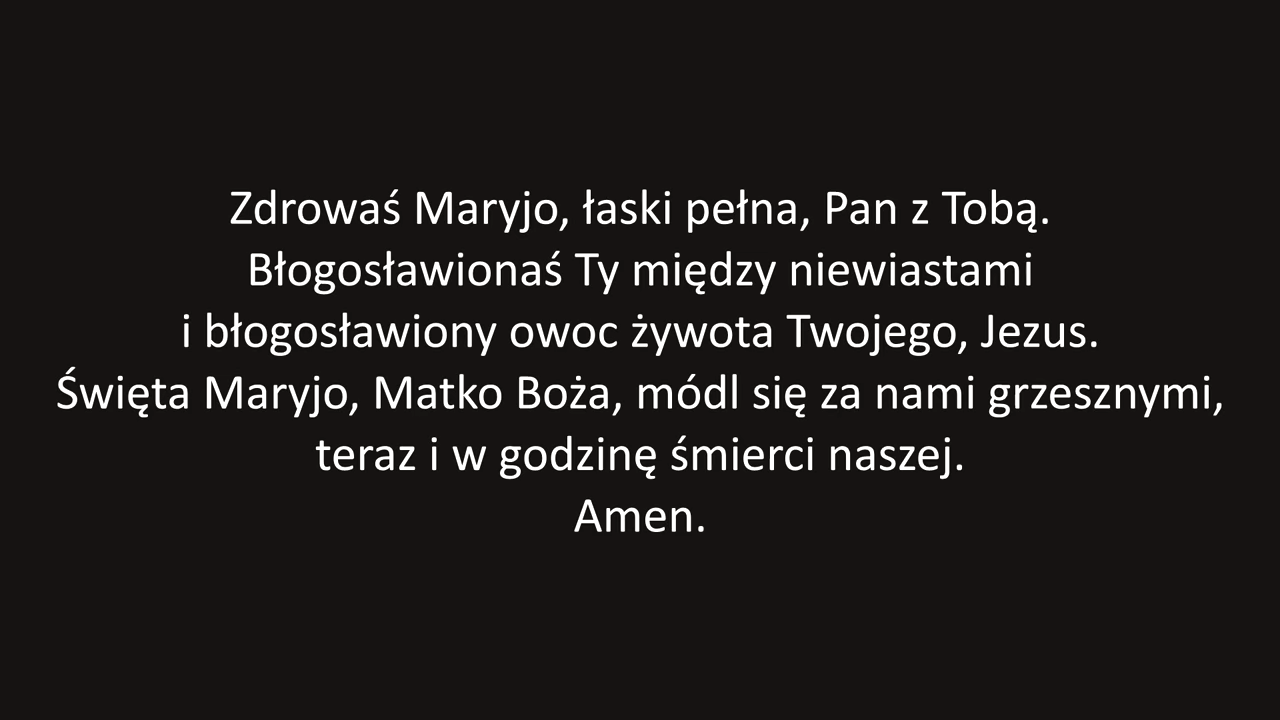 Zdrowaś Maryjo, łaski pełna, Pan z Tobą.
Błogosławionaś Ty między niewiastami
i błogosławiony owoc żywota Twojego, Jezus.
Święta Maryjo, Matko Boża, módl się za nami grzesznymi,
teraz i w godzinę śmierci naszej.
Amen.